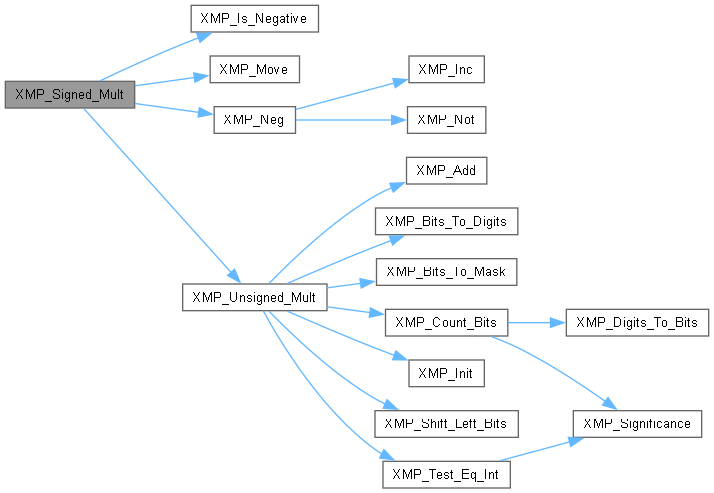 XMP_Is_Negative
XMP_Move
XMP_Inc
XMP_Signed_Mult
XMP_Neg
XMP_Not
XMP_Add
XMP_Bits_To_Digits
XMP_Bits_To_Mask
XMP_Unsigned_Mult
XMP_Count_Bits
XMP_Digits_To_Bits
XMP_Init
XMP_Shift_Left_Bits
XMP_Significance
XMP_Test_Eq_Int